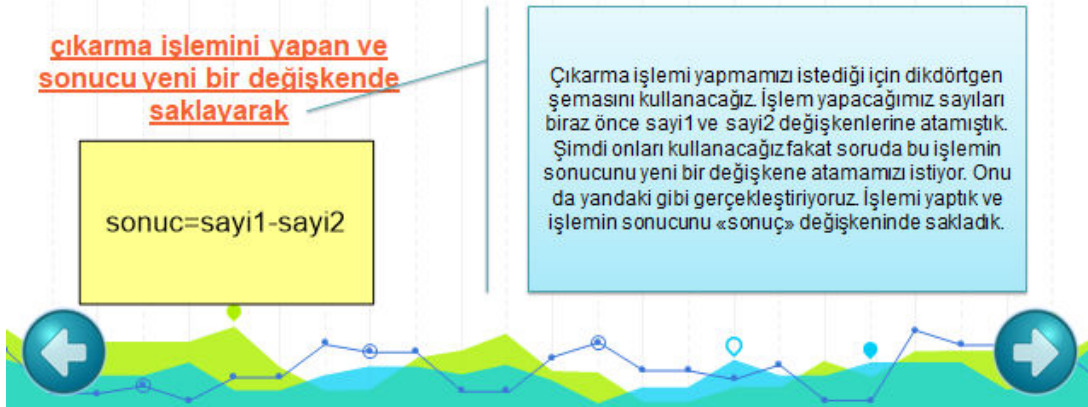 çıkarma işlemini yapan ve
sonucu yeni bir değişkende
saklayarak
sonuc=sayi1-sayi2
Çıkarma işlemi yapmamızı istediği için dikdörtgen
şemasını kullanacağız. İşlem yapacağımız sayıları
biraz önce sayi1 ve sayi2 değişkenlerine atamıştık.
Şimdi onları kullanacağız fakat soruda bu işlemin
sonucunu yeni bir değişkene atamamızı istiyor. Onu
da yandaki gibi gerçekleştiriyoruz. İşlemi yaptık ve
işlemin sonucunu «sonuç» değişkeninde sakladık.